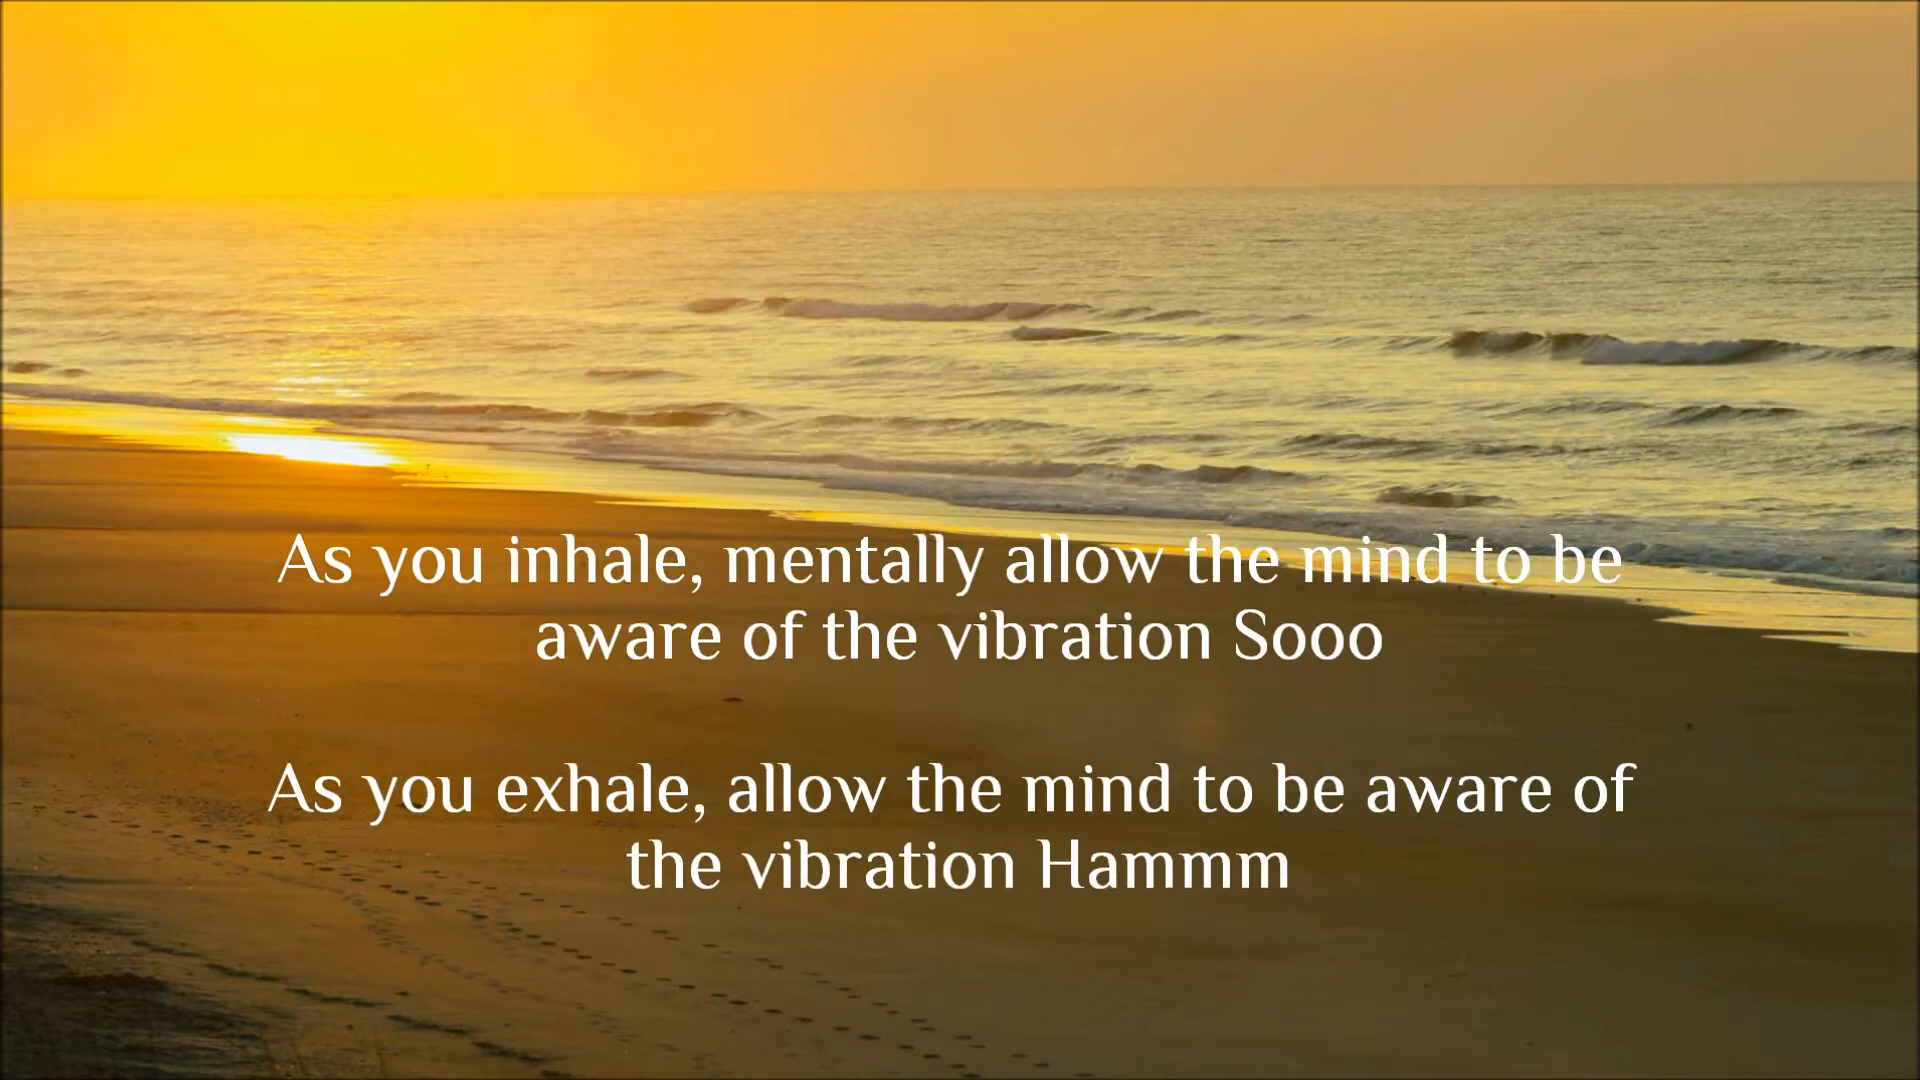 As you inhale, mentally allow the mind to be
aware of the vibration Sooo
As you exhale, allow the mind to be aware of
the vibration Hammm